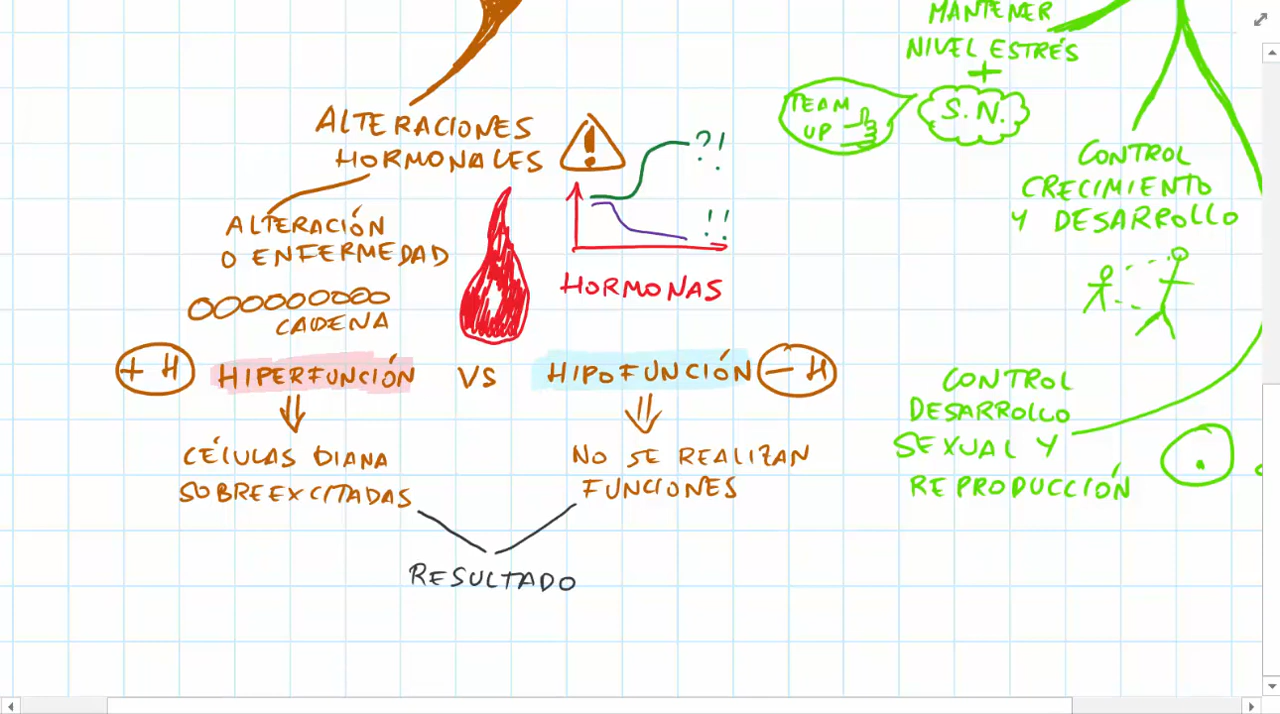 ALTERACIONES
HORMONALES
!
?!
!!
HORMONAS
ALTERACIÓN
O ENFERMEDAD
CADENA
+ H
HIPERFUNCIÓN
VS
HIPOFUNCIÓN
- H
CÉLULAS DIANA
SOBREEXCITADAS
NO SE REALIZAN
FUNCIONES
RESULTADO
MANTENER
NIVEL ESTRÉS
+
S.N.
TEAM
UP
CONTROL
CRECIMIENTO
Y DESARROLLO
CONTROL
DESARROLLO
SEXUAL Y
REPRODUCCIÓN